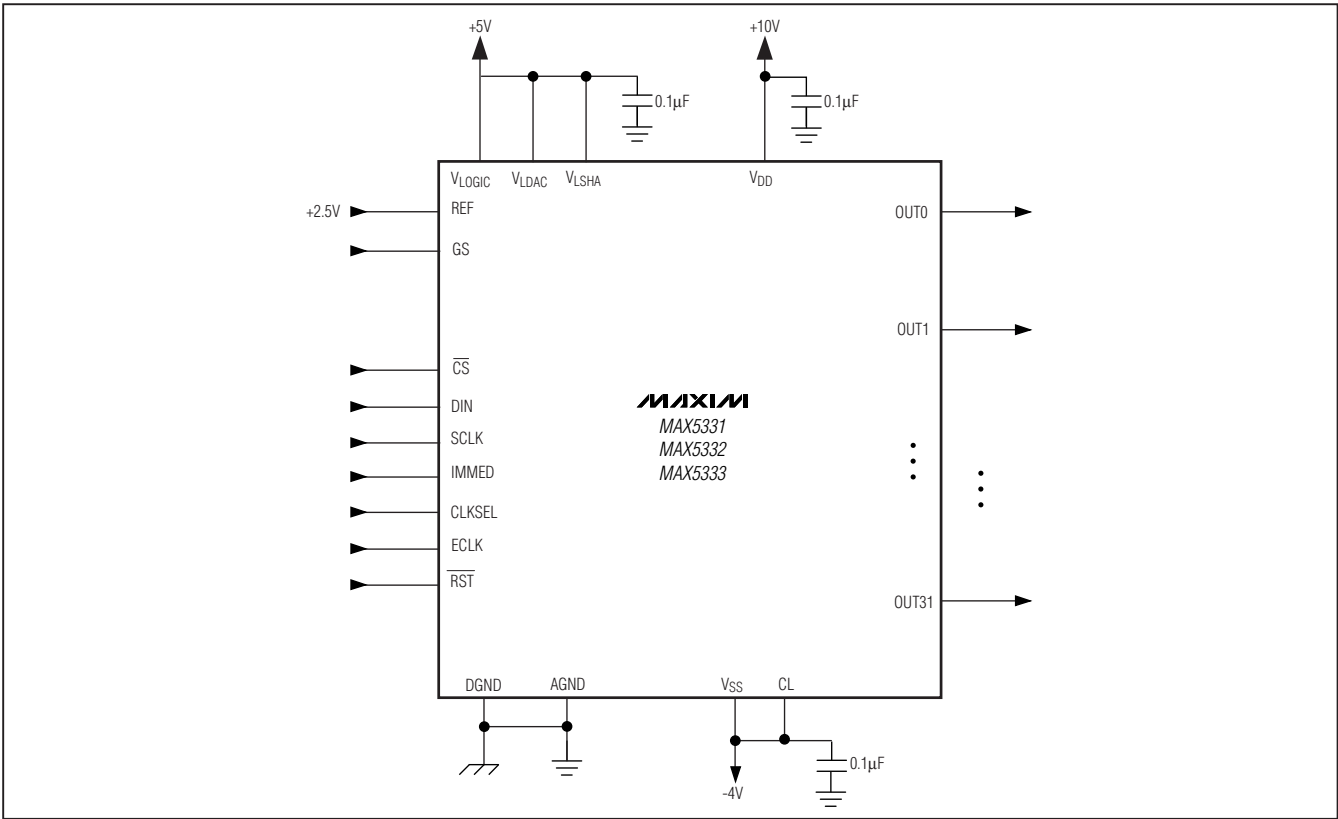 +5V
+10V
0.1µF
0.1µF
VLOGIC VLDAC VLSHA VDD
+2.5V REF
OUT0
GS
OUT1
CS
DIN
SCLK
IMMED
CLKSEL
ECLK
RST
MAXIM
MAX5331
MAX5332
MAX5333
OUT31
DGND AGND VSS CL
0.1µF
-4V